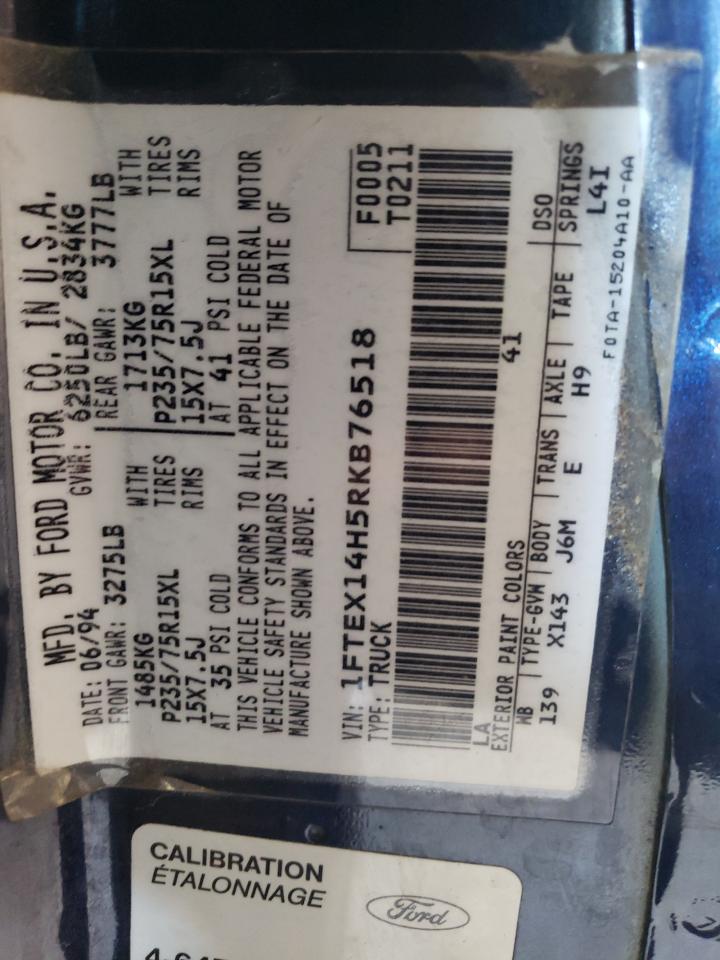 MFD. BY FORD MOTOR CO. IN U.S.A.
DATE: 06/94 GVWR: 6250LB/ 2834KG
FRONT GAWR: 3275LB REAR GAWR: 3777LB
1485KG WITH 1713KG WITH
P235/75R15XL TIRES P235/75R15XL TIRES
15X7.5J RIMS 15X7.5J RIMS
AT 35 PSI COLD AT 41 PSI COLD
THIS VEHICLE CONFORMS TO ALL APPLICABLE FEDERAL MOTOR
VEHICLE SAFETY STANDARDS IN EFFECT ON THE DATE OF
MANUFACTURE SHOWN ABOVE.
VIN: 1FTEX14H5RKB76518 F0005
TYPE: TRUCK T0211
LA 41
EXTERIOR PAINT COLORS DSO
WB TYPE-GVW BODY TRANS AXLE TAPE SPRINGS
139 X143 J6M E H9 L4I
F0TA-15204A10-AA
CALIBRATION
ÉTALONNAGE
Ford